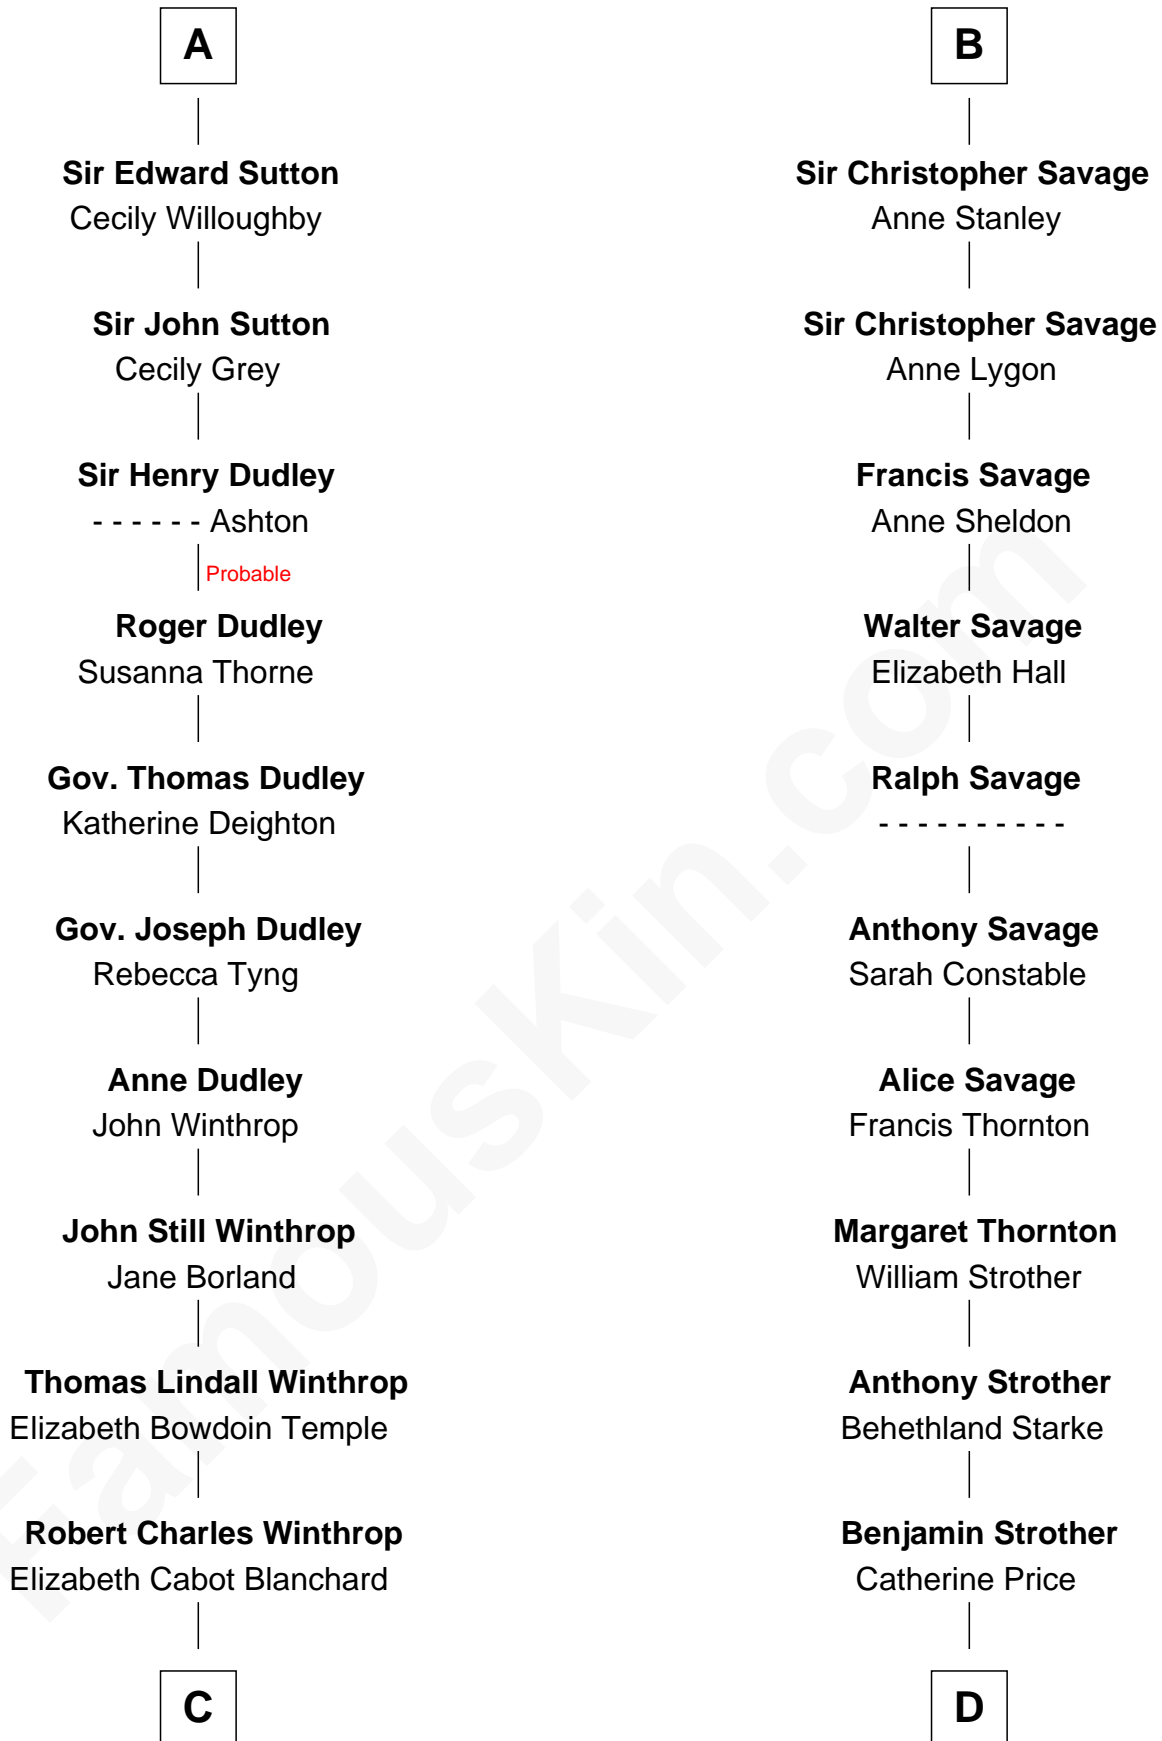 A
Sir Edward Sutton
Cecily Willoughby
Sir John Sutton
Cecily Grey
Sir Henry Dudley
- - - - - - Ashton
Probable
Roger Dudley
Susanna Thorne
Gov. Thomas Dudley
Katherine Deighton
Gov. Joseph Dudley
Rebecca Tyng
Anne Dudley
John Winthrop
John Still Winthrop
Jane Borland
Thomas Lindall Winthrop
Elizabeth Bowdoin Temple
Robert Charles Winthrop
Elizabeth Cabot Blanchard
C
B
Sir Christopher Savage
Anne Stanley
Sir Christopher Savage
Anne Lygon
Francis Savage
Anne Sheldon
Walter Savage
Elizabeth Hall
Ralph Savage
- - - - - - - - - -
Anthony Savage
Sarah Constable
Alice Savage
Francis Thornton
Margaret Thornton
William Strother
Anthony Strother
Behethland Starke
Benjamin Strother
Catherine Price
D
FamousKin.com